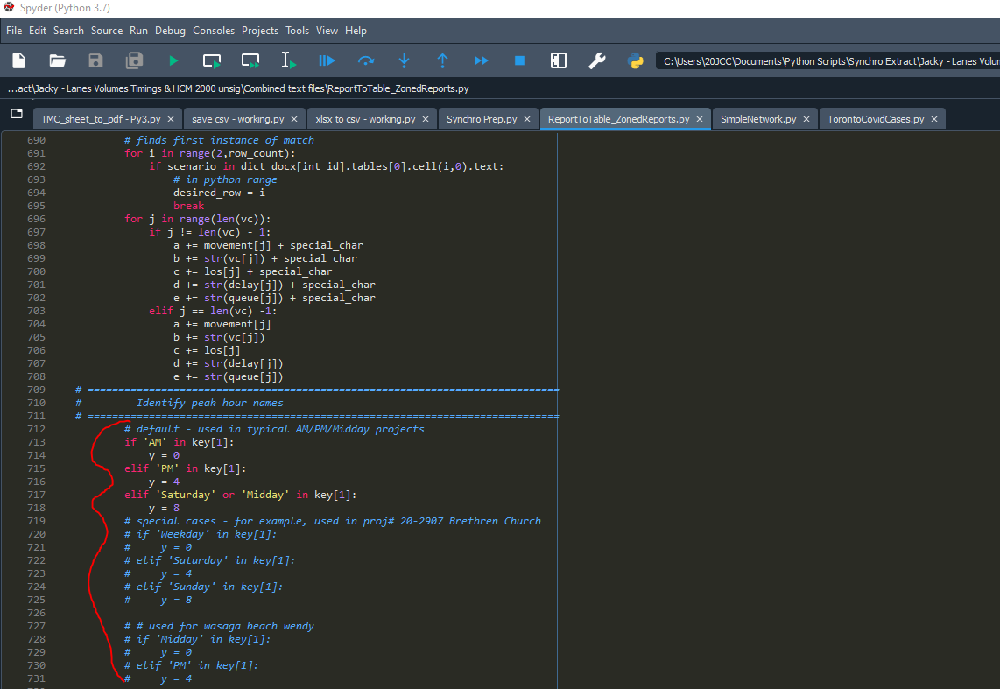 Spyder (Python 3.7)
File Edit Search Source Run Debug Consoles Projects Tools View Help
C:\Users\20JCC\Documents\Python Scripts\Synchro Extract\Jacky - Lanes Volum
...act\Jacky - Lanes Volumes Timings & HCM 2000 unsig\Combined text files\ReportToTable_ZonedReports.py
TMC_sheet_to_pdf - Py3.py save csv - working.py xlsx to csv - working.py Synchro Prep.py ReportToTable_ZonedReports.py SimpleNetwork.py TorontoCovidCases.py
690 # finds first instance of match
691 for i in range(2,row_count):
692 if scenario in dict_docx[int_id].tables[0].cell(i,0).text:
693 # in python range
694 desired_row = i
695 break
696 for j in range(len(vc)):
697 if j != len(vc) - 1:
698 a += movement[j] + special_char
699 b += str(vc[j]) + special_char
700 c += los[j] + special_char
701 d += str(delay[j]) + special_char
702 e += str(queue[j]) + special_char
703 elif j == len(vc) -1:
704 a += movement[j]
705 b += str(vc[j])
706 c += los[j]
707 d += str(delay[j])
708 e += str(queue[j])
709 # =============================================================================
710 # Identify peak hour names
711 # =============================================================================
712 # default - used in typical AM/PM/Midday projects
713 if 'AM' in key[1]:
714 y = 0
715 elif 'PM' in key[1]:
716 y = 4
717 elif 'Saturday' or 'Midday' in key[1]:
718 y = 8
719 # special cases - for example, used in proj# 20-2907 Brethren Church
720 # if 'Weekday' in key[1]:
721 # y = 0
722 # elif 'Saturday' in key[1]:
723 # y = 4
724 # elif 'Sunday' in key[1]:
725 # y = 8
726
727 # # used for wasaga beach wendy
728 # if 'Midday' in key[1]:
729 # y = 0
730 # elif 'PM' in key[1]:
731 # y = 4